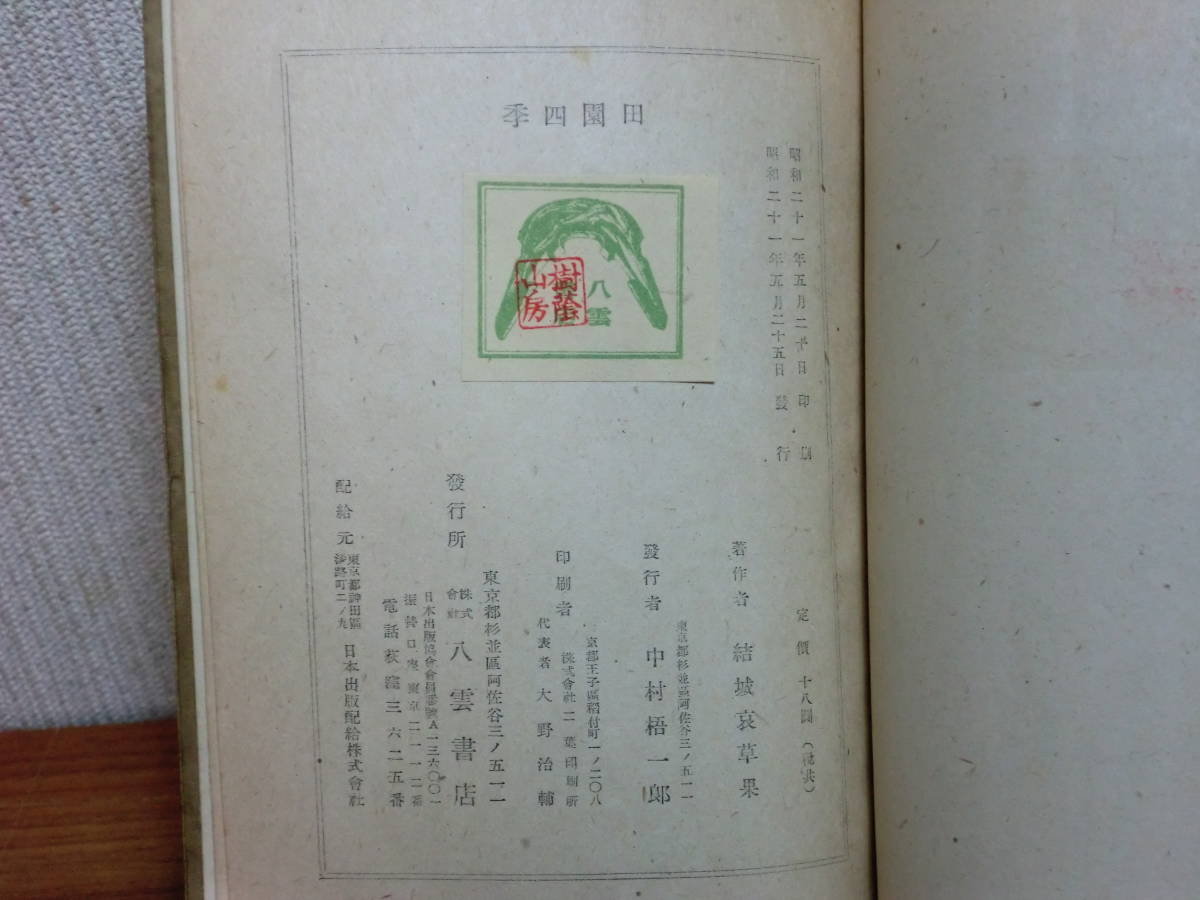 田園四季
昭和二十一年五月二十日 印刷
昭和二十一年五月二十五日 發行
八雲
樹蔭
山房
定價 十八圓 (税共)
著作者 結城哀草果
東京都杉並區阿佐谷三ノ五一一
發行者 中村梧一郎
京都王子區稻付町一ノ二〇八
株式會社二葉印刷所
印刷者
代表者 大野治輔
東京都杉並區阿佐谷三ノ五一一
發行所 株式會社 八雲書店
日本出版協會會員番號A一三六〇〇一
振替口座東京二一一二番
電話荻窪三六二五番
配給元 東京都神田區淡路町二ノ九 日本出版配給株式會社